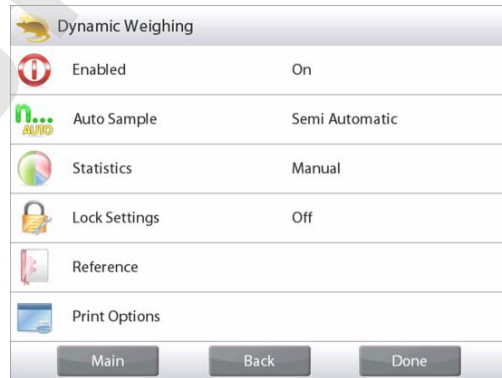 Dynamic Weighing
Enabled On
n...
AUTO
Auto Sample Semi Automatic
Statistics Manual
Lock Settings Off
Reference
Print Options
Main Back Done